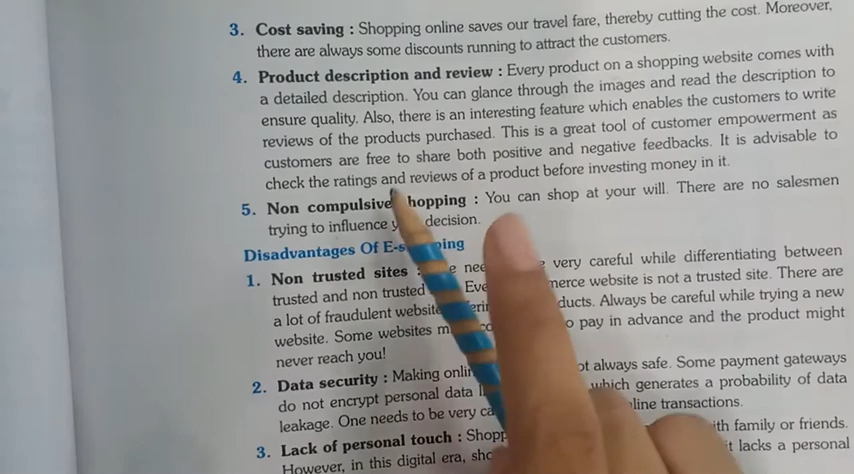 3. Cost saving : Shopping online saves our travel fare, thereby cutting the cost. Moreover,
there are always some discounts running to attract the customers.
4. Product description and review : Every product on a shopping website comes with
a detailed description. You can glance through the images and read the description to
ensure quality. Also, there is an interesting feature which enables the customers to write
reviews of the products purchased. This is a great tool of customer empowerment as
customers are free to share both positive and negative feedbacks. It is advisable to
check the ratings and reviews of a product before investing money in it.
5. Non compulsive hopping : You can shop at your will. There are no salesmen
trying to influence y decision.
Disadvantages Of E-s ing
1. Non trusted sites : very careful while differentiating between
trusted and non trusted Eve merce website is not a trusted site. There are
a lot of fraudulent website ducts. Always be careful while trying a new
website. Some websites to pay in advance and the product might
never reach you!
2. Data security : Making onlin always safe. Some payment gateways
do not encrypt personal data which generates a probability of data
leakage. One needs to be very line transactions.
3. Lack of personal touch : Shopp with family or friends.
However, in this digital era, it lacks a personal